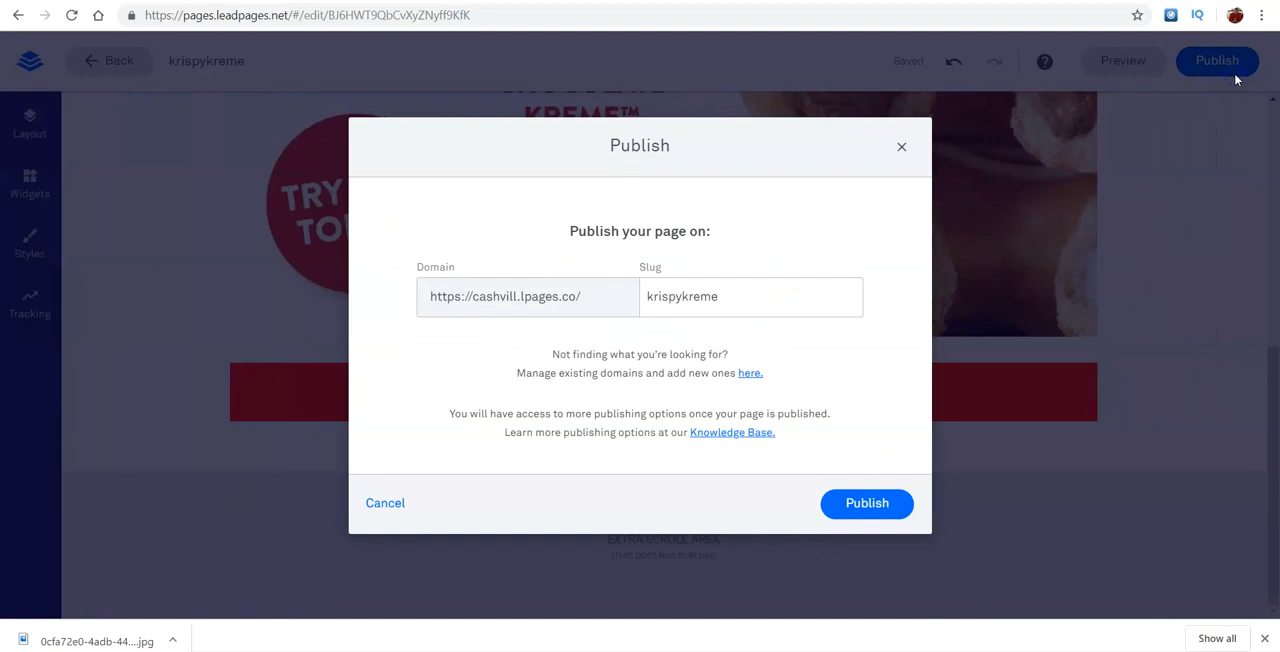 https://pages.leadpages.net/#/edit/BJ6HWT9QbCvXyZNyff9KfK
IQ
Back
krispykreme
Saved
Preview
Publish
Layout
Widgets
Styles
Tracking
KREME™
TRY
TO
Publish
Publish your page on:
Domain
Slug
https://cashvill.lpages.co/
krispykreme
Not finding what you're looking for?
Manage existing domains and add new ones here.
You will have access to more publishing options once your page is published.
Learn more publishing options at our Knowledge Base.
Cancel
Publish
EXTRA SCROLL AREA
(THIS DOES NOT PUBLISH)
0cfa72e0-4adb-44....jpg
Show all